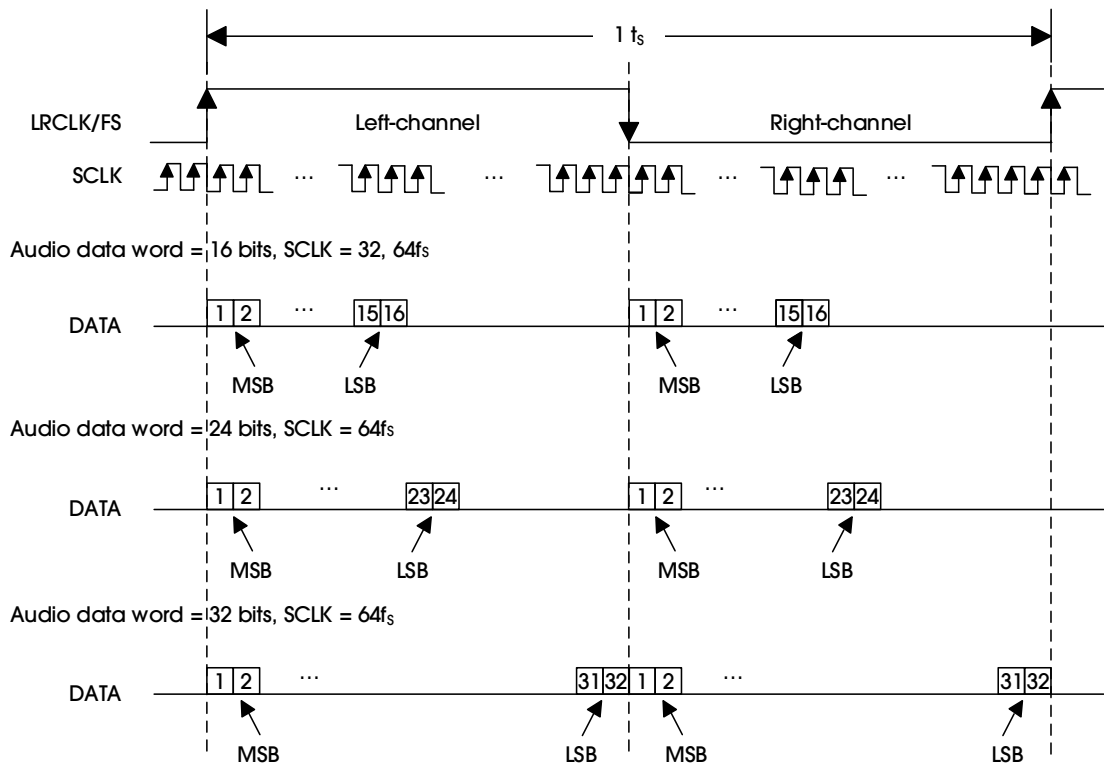 1 ts
LRCLK/FS
Left-channel
Right-channel
SCLK
... ... ... ...
Audio data word = 16 bits, SCLK = 32, 64fs
DATA
1 2 ... 15 16 1 2 ... 15 16
MSB LSB MSB LSB
Audio data word = 24 bits, SCLK = 64fs
DATA
1 2 ... 23 24 1 2 ... 23 24
MSB LSB MSB LSB
Audio data word = 32 bits, SCLK = 64fs
DATA
1 2 ... 31 32 1 2 ... 31 32
MSB LSB MSB LSB